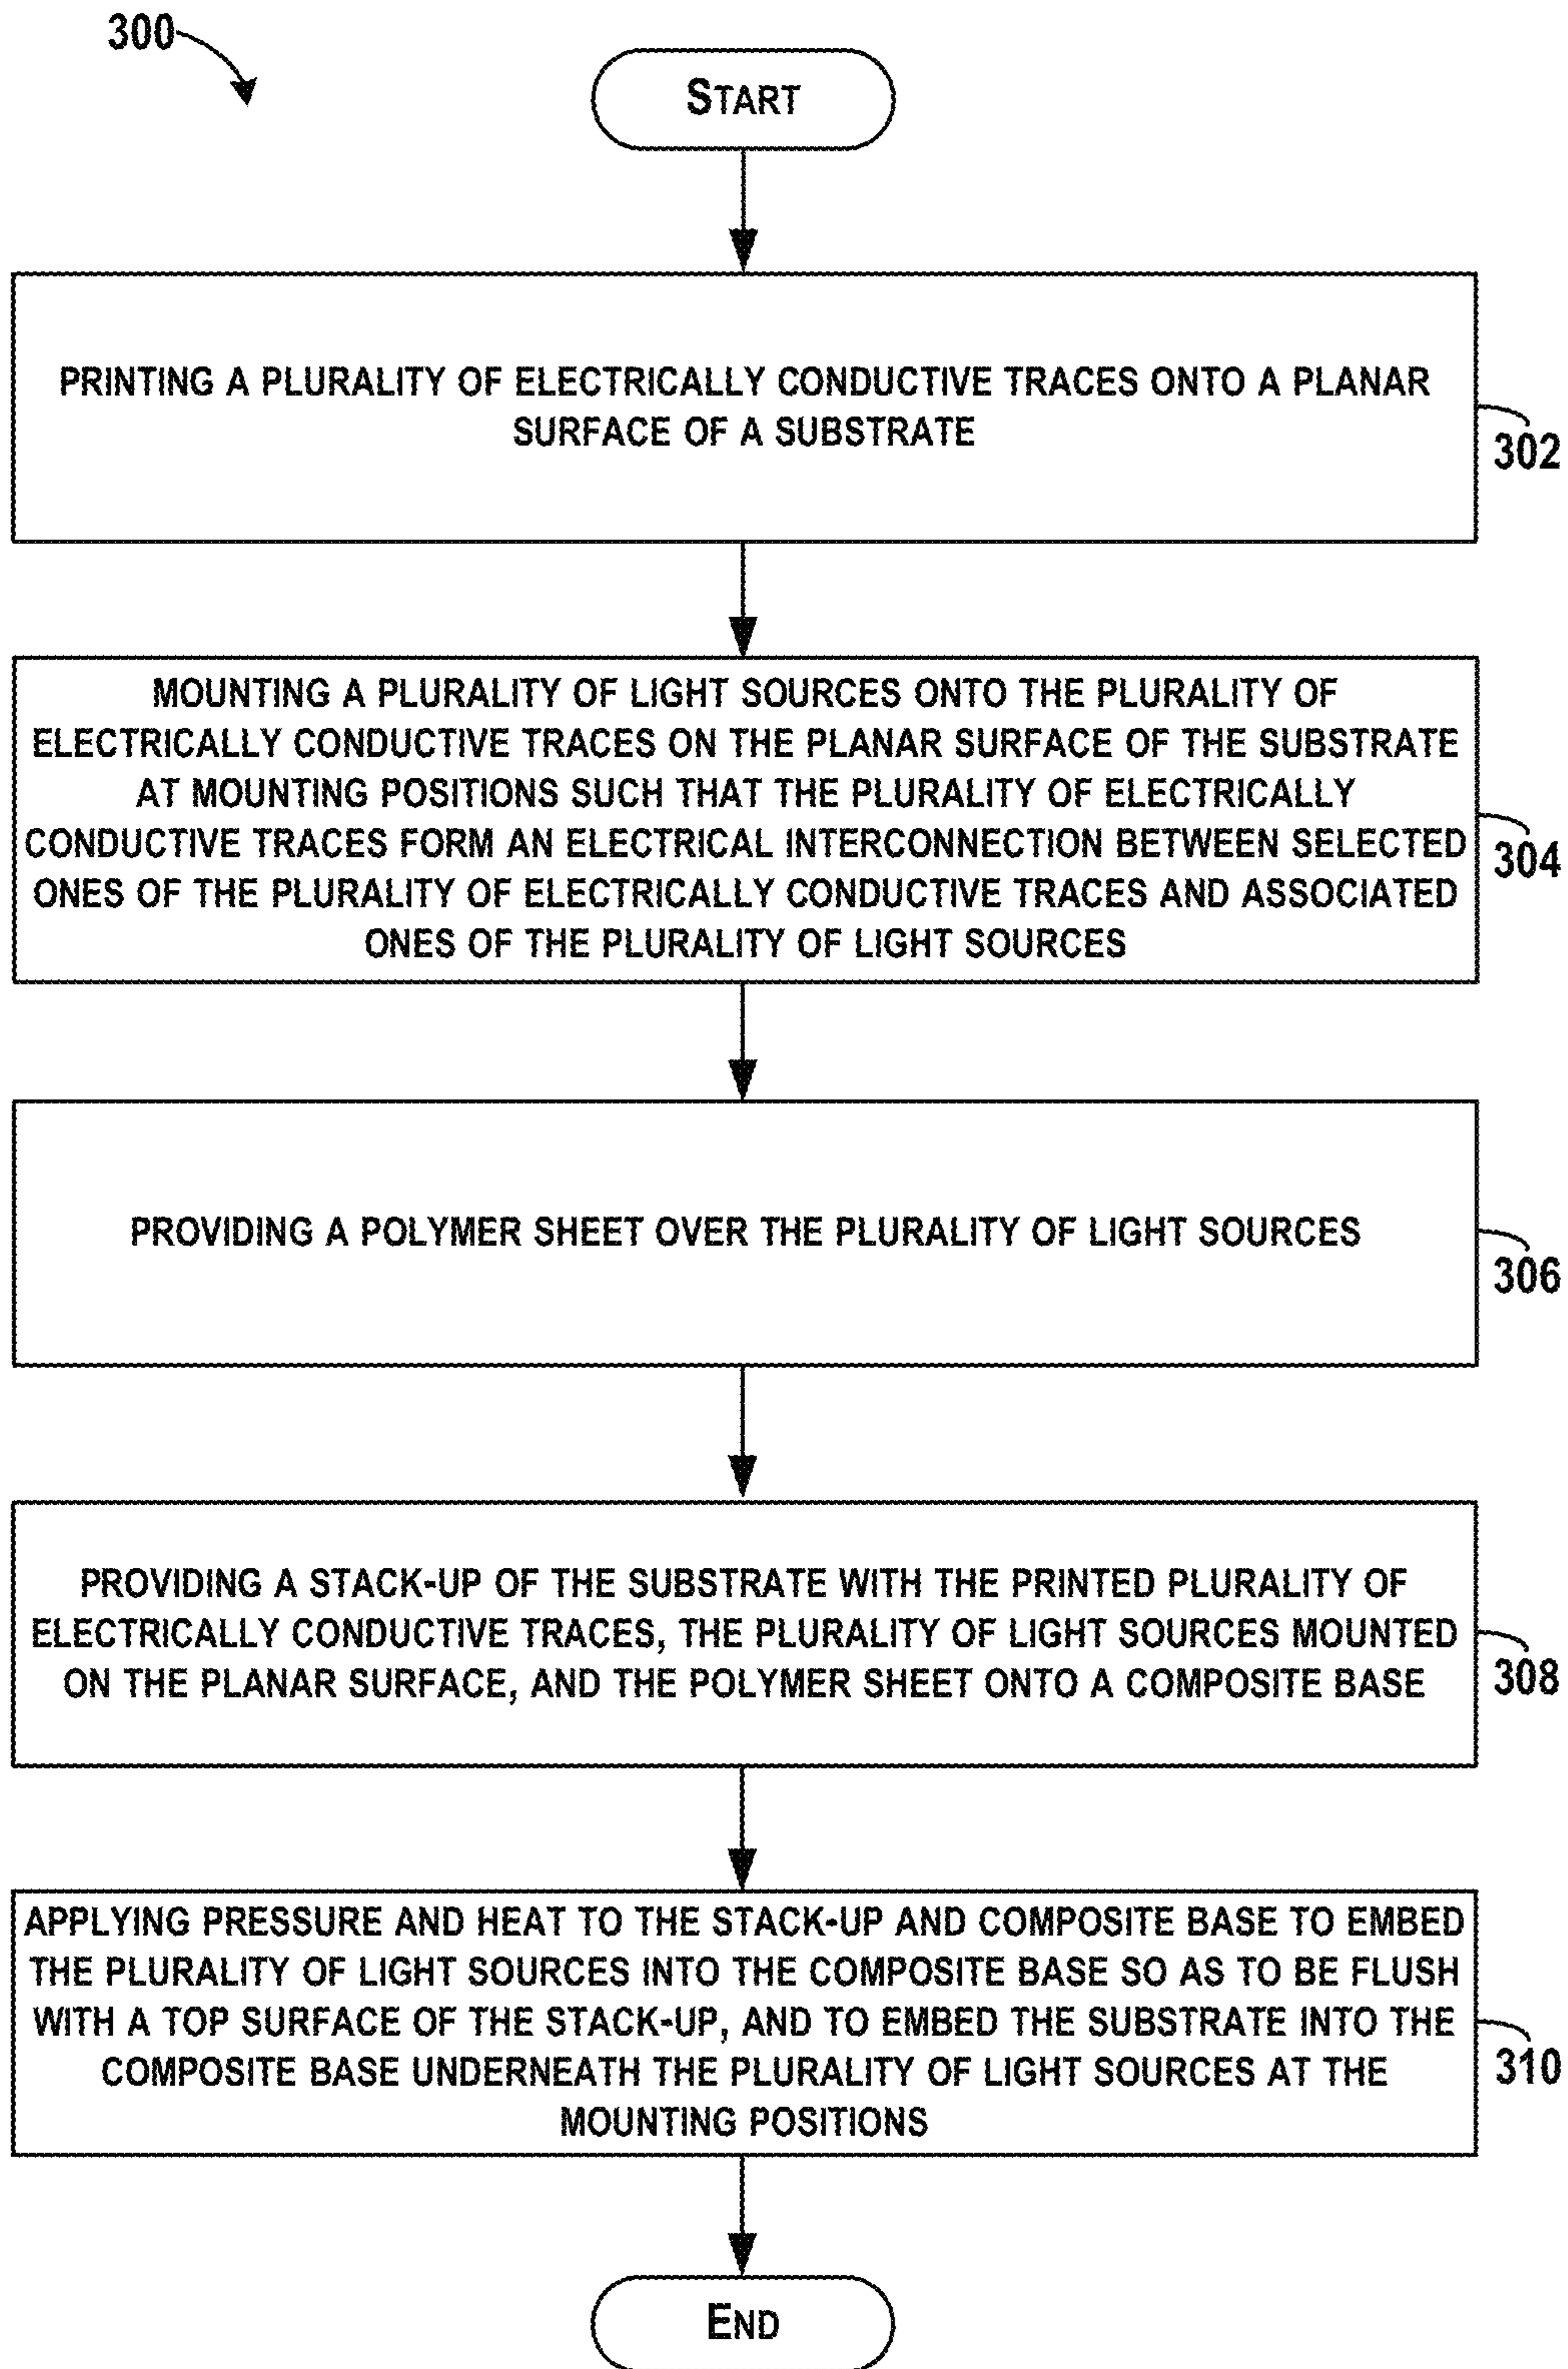 300
START
PRINTING A PLURALITY OF ELECTRICALLY CONDUCTIVE TRACES ONTO A PLANAR
SURFACE OF A SUBSTRATE
302
MOUNTING A PLURALITY OF LIGHT SOURCES ONTO THE PLURALITY OF
ELECTRICALLY CONDUCTIVE TRACES ON THE PLANAR SURFACE OF THE SUBSTRATE
AT MOUNTING POSITIONS SUCH THAT THE PLURALITY OF ELECTRICALLY
CONDUCTIVE TRACES FORM AN ELECTRICAL INTERCONNECTION BETWEEN SELECTED
ONES OF THE PLURALITY OF ELECTRICALLY CONDUCTIVE TRACES AND ASSOCIATED
ONES OF THE PLURALITY OF LIGHT SOURCES
304
PROVIDING A POLYMER SHEET OVER THE PLURALITY OF LIGHT SOURCES
306
PROVIDING A STACK-UP OF THE SUBSTRATE WITH THE PRINTED PLURALITY OF
ELECTRICALLY CONDUCTIVE TRACES, THE PLURALITY OF LIGHT SOURCES MOUNTED
ON THE PLANAR SURFACE, AND THE POLYMER SHEET ONTO A COMPOSITE BASE
308
APPLYING PRESSURE AND HEAT TO THE STACK-UP AND COMPOSITE BASE TO EMBED
THE PLURALITY OF LIGHT SOURCES INTO THE COMPOSITE BASE SO AS TO BE FLUSH
WITH A TOP SURFACE OF THE STACK-UP, AND TO EMBED THE SUBSTRATE INTO THE
COMPOSITE BASE UNDERNEATH THE PLURALITY OF LIGHT SOURCES AT THE
MOUNTING POSITIONS
310
END